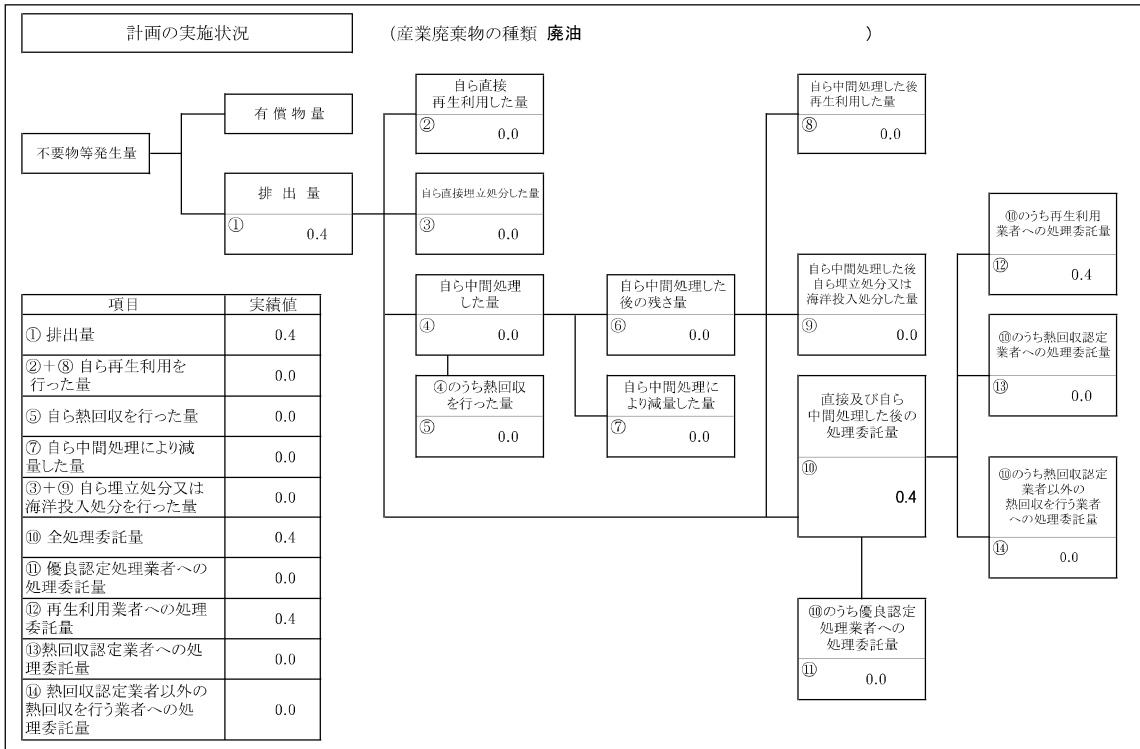 計画の実施状況
(産業廃棄物の種類 廃油 )
不要物等発生量
有償物量
排出量
①
0.4
自ら直接
再生利用した量
②
0.0
自ら直接埋立処分した量
③
0.0
自ら中間処理
した量
④
0.0
④のうち熱回収
を行った量
⑤
0.0
自ら中間処理した
後の残さ量
⑥
0.0
自ら中間処理に
より減量した量
⑦
0.0
自ら中間処理した後
再生利用した量
⑧
0.0
自ら中間処理した後
自ら埋立処分又は
海洋投入処分した量
⑨
0.0
直接及び自ら
中間処理した後の
処理委託量
⑩
0.4
⑩のうち優良認定
処理業者への
処理委託量
⑪
0.0
⑩のうち再生利用
業者への処理委託量
⑫
0.4
⑩のうち熱回収認定
業者への処理委託量
⑬
0.0
⑩のうち熱回収認定
業者以外の
熱回収を行う業者
への処理委託量
⑭
0.0
項目 実績値
① 排出量 0.4
②+⑧ 自ら再生利用を
行った量 0.0
⑤ 自ら熱回収を行った量 0.0
⑦ 自ら中間処理により減
量した量 0.0
③+⑨ 自ら埋立処分又は
海洋投入処分を行った量 0.0
⑩ 全処理委託量 0.4
⑪ 優良認定処理業者への
処理委託量 0.0
⑫ 再生利用業者への処理
委託量 0.4
⑬熱回収認定業者への処
理委託量 0.0
⑭ 熱回収認定業者以外の
熱回収を行う業者への処
理委託量 0.0